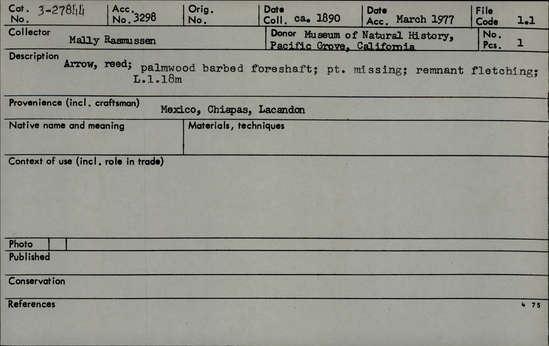 Cat. No. 3-27844 Acc. No. 3298 Orig. No. Date Coll. ca. 1890 Date Acc. March 1977 File Code 1.1
Collector Mally Rasmussen Donor Museum of Natural History, Pacific Grove, California No. Pcs. 1
Description Arrow, reed; palmwood barbed foreshaft; pt. missing; remnant fletching;
L.1.18m
Provenience (incl. craftsman) Mexico, Chiapas, Lacandon
Native name and meaning Materials, techniques
Context of use (incl. role in trade)
Photo
Published
Conservation
References 4 75